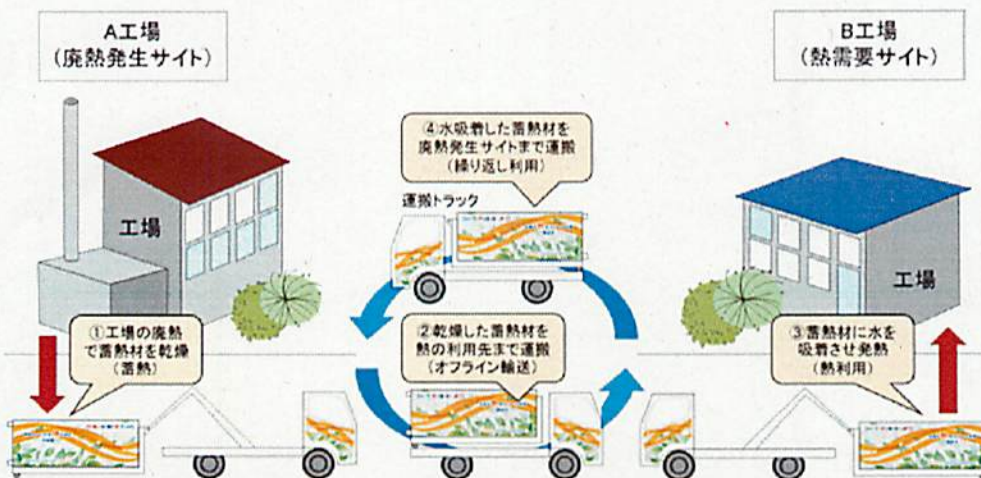 A工場
(廃熱発生サイト)
B工場
(熱需要サイト)
④水吸着した蓄熱材を
廃熱発生サイトまで運搬
(繰り返し利用)
運搬トラック
工場
工場
①工場の廃熱
で蓄熱材を乾燥
(蓄熱)
②乾燥した蓄熱材を
熱の利用先まで運搬
(オフライン輸送)
③蓄熱材に水を
吸着させ発熱
(熱利用)